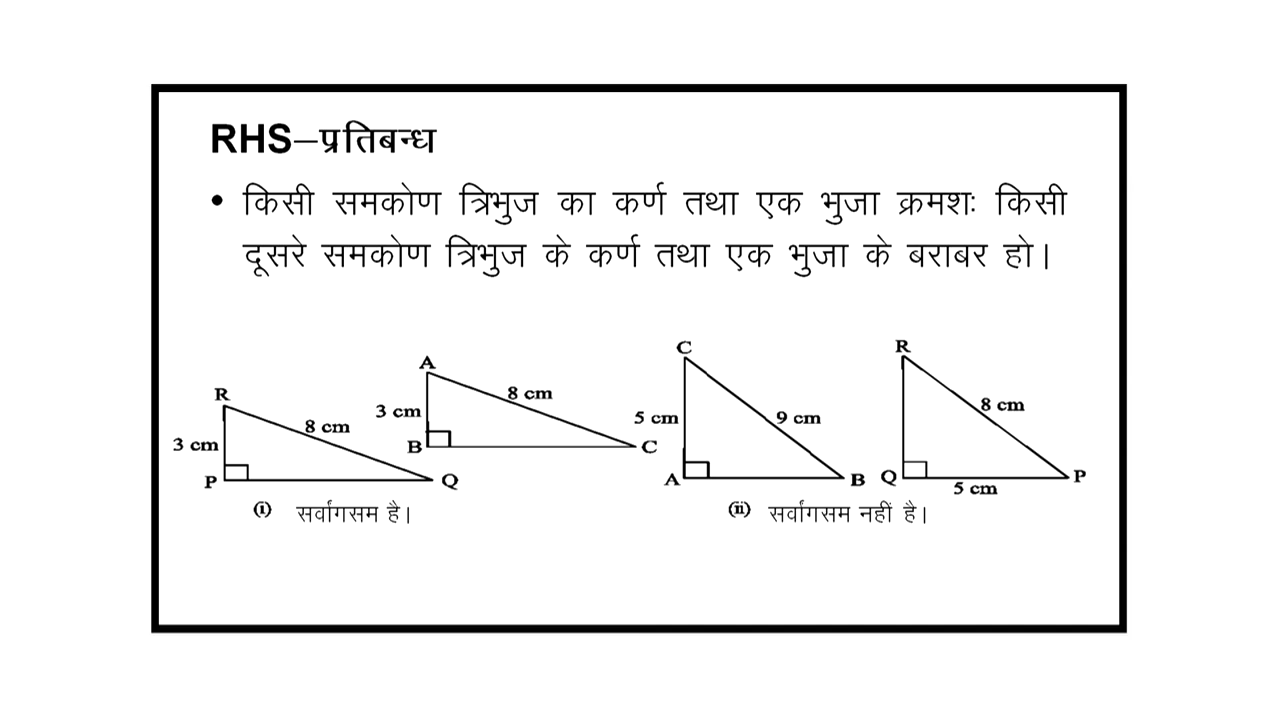 RHS–प्रतिबन्ध
• किसी समकोण त्रिभुज का कर्ण तथा एक भुजा क्रमशः किसी
दूसरे समकोण त्रिभुज के कर्ण तथा एक भुजा के बराबर हो।
R
3 cm
8 cm
P
Q
A
3 cm
8 cm
B
C
(i) सर्वांगसम है।
C
5 cm
9 cm
A
B
R
8 cm
Q
5 cm
P
(ii) सर्वांगसम नहीं है।